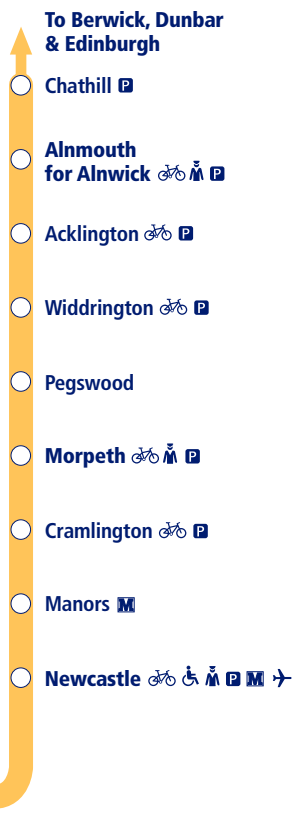 To Berwick, Dunbar
& Edinburgh
Chathill P
Alnmouth
for Alnwick P
Acklington P
Widdrington P
Pegswood
Morpeth P
Cramlington P
Manors M
Newcastle P M